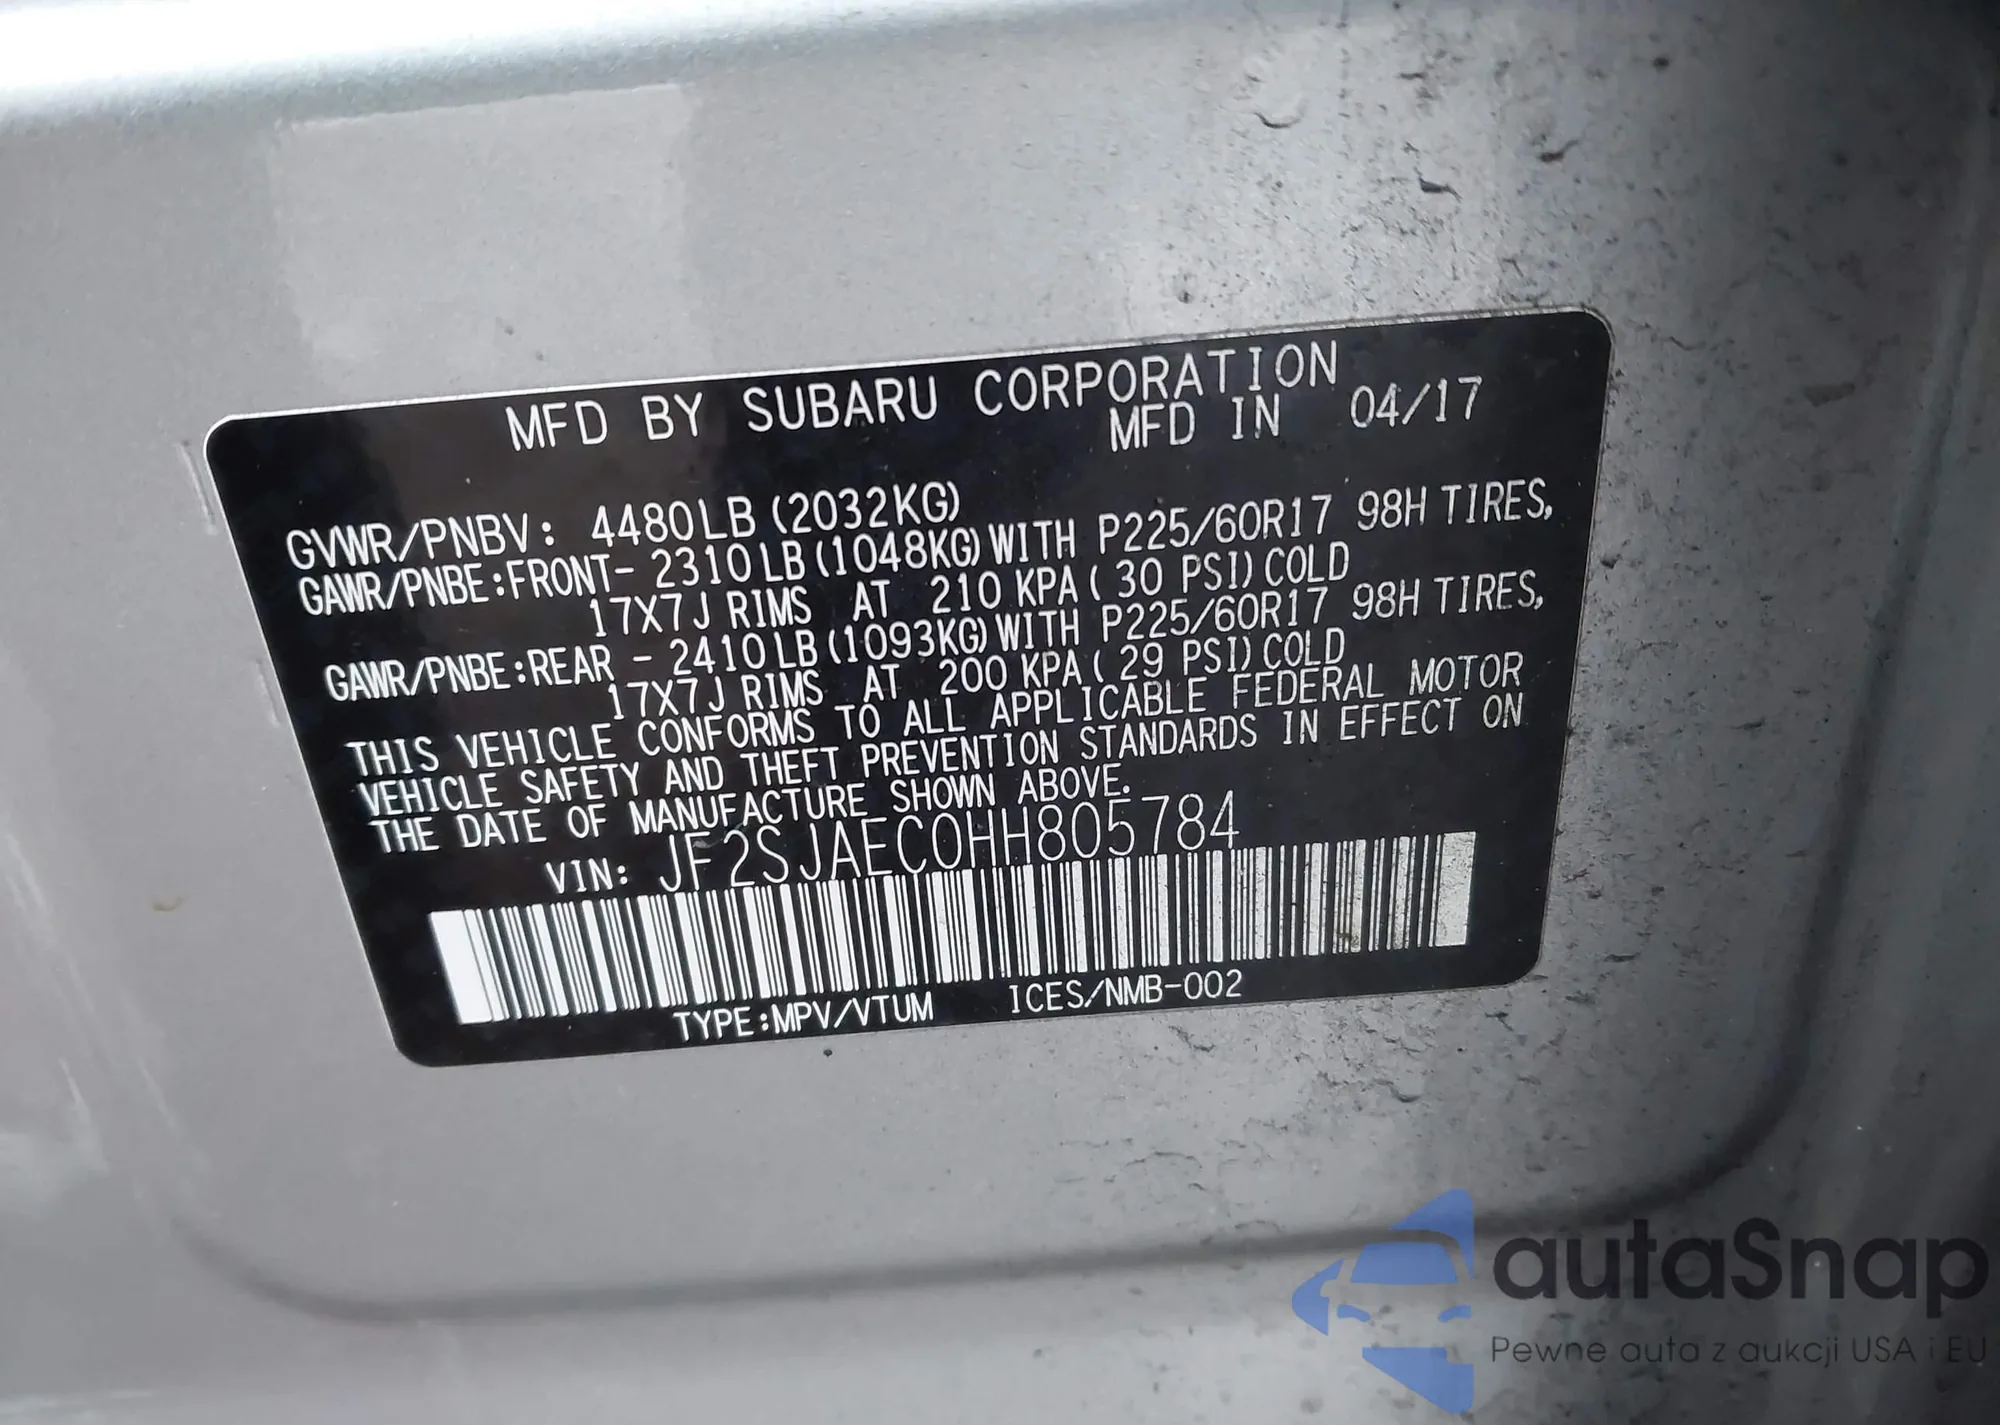 MFD BY SUBARU CORPORATION
MFD IN 04/17
GVWR/PNBV: 4480LB (2032KG)
GAWR/PNBE:FRONT- 2310LB (1048KG) WITH P225/60R17 98H TIRES,
17X7J RIMS AT 210 KPA ( 30 PSI) COLD
GAWR/PNBE:REAR - 2410LB (1093KG) WITH P225/60R17 98H TIRES,
17X7J RIMS AT 200 KPA ( 29 PSI) COLD
THIS VEHICLE CONFORMS TO ALL APPLICABLE FEDERAL MOTOR
VEHICLE SAFETY AND THEFT PREVENTION STANDARDS IN EFFECT ON
THE DATE OF MANUFACTURE SHOWN ABOVE.
VIN: JF2SJAEC0HH805784
TYPE:MPV/VTUM ICES/NMB-002
autaSnap
Pewne auta z aukcji USA i EU